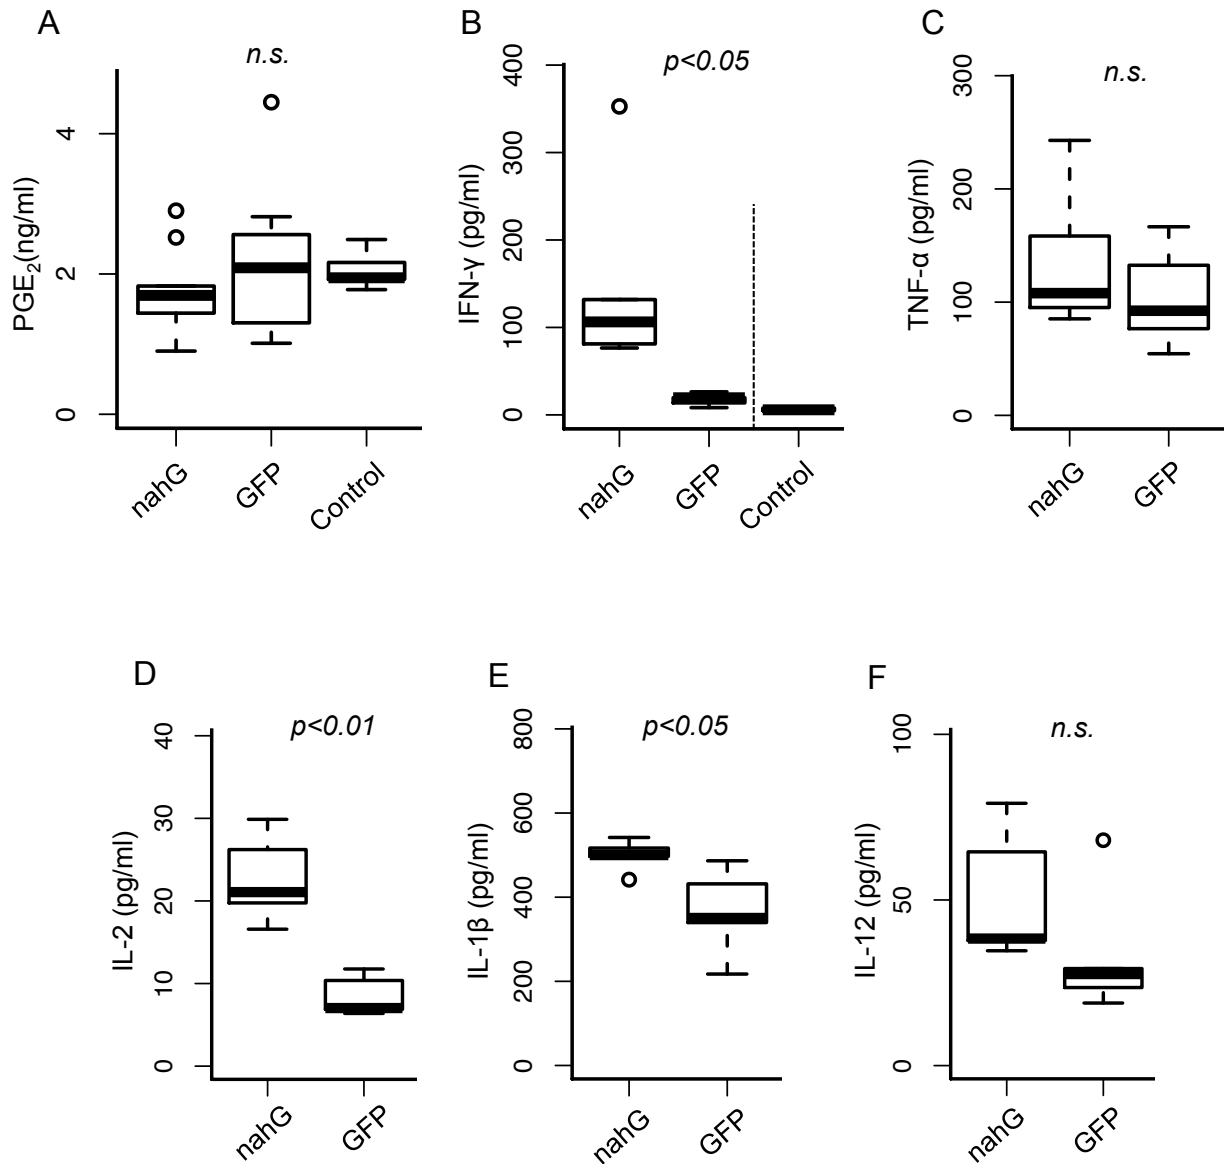 A
n.s.
PGE₂(ng/ml)
4
2
0
nahG
GFP
Control
B
p<0.05
IFN-γ (pg/ml)
400
300
200
100
0
nahG
GFP
Control
C
n.s.
TNF-α (pg/ml)
300
200
100
0
nahG
GFP
D
p<0.01
IL-2 (pg/ml)
40
30
20
10
0
nahG
GFP
E
p<0.05
IL-1β (pg/ml)
800
600
400
200
0
nahG
GFP
F
n.s.
IL-12 (pg/ml)
100
50
0
nahG
GFP